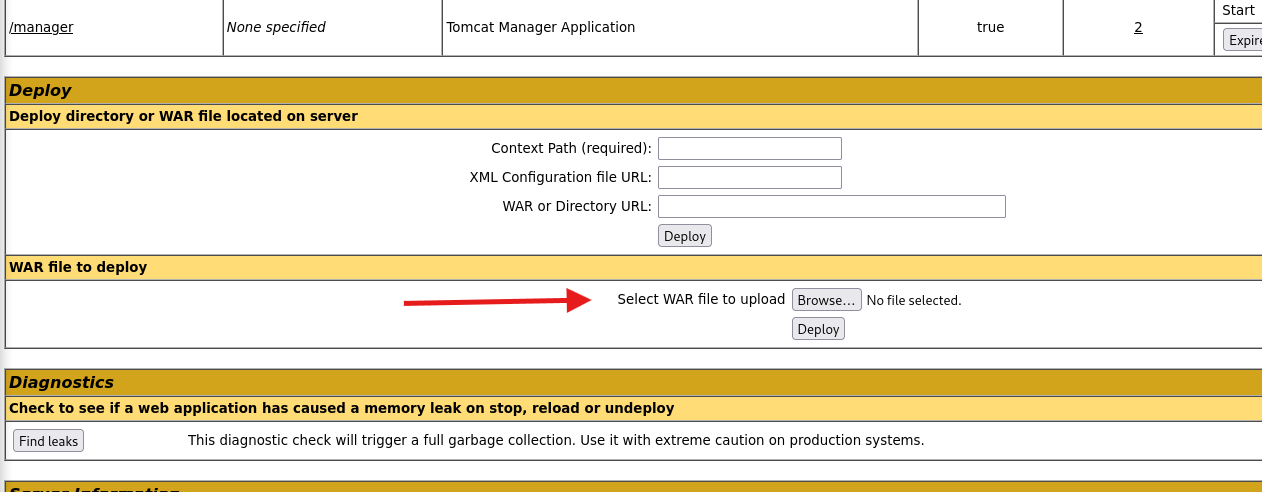 /manager None specified Tomcat Manager Application true 2 Start
Deploy
Deploy directory or WAR file located on server
Context Path (required):
XML Configuration file URL:
WAR or Directory URL:
Deploy
WAR file to deploy
Select WAR file to upload Browse... No file selected.
Deploy
Diagnostics
Check to see if a web application has caused a memory leak on stop, reload or undeploy
Find leaks This diagnostic check will trigger a full garbage collection. Use it with extreme caution on production systems.
Server Information